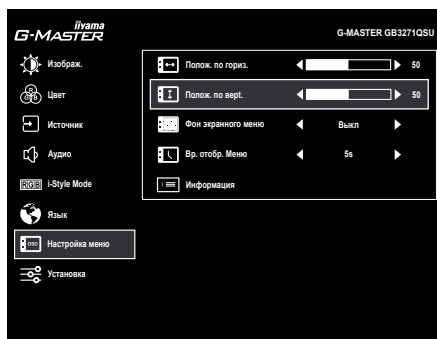 iiyama
G-MASTER
G-MASTER GB3271QSU
Изображ.
Цвет
Источник
Аудио
RGB i-Style Mode
Язык
OSD Настройка меню
Установка
Полож. по гориз. 50
Полож. по вept. 50
Фон экранного меню Выкл
Вр. отобр. Меню 5s
Информация